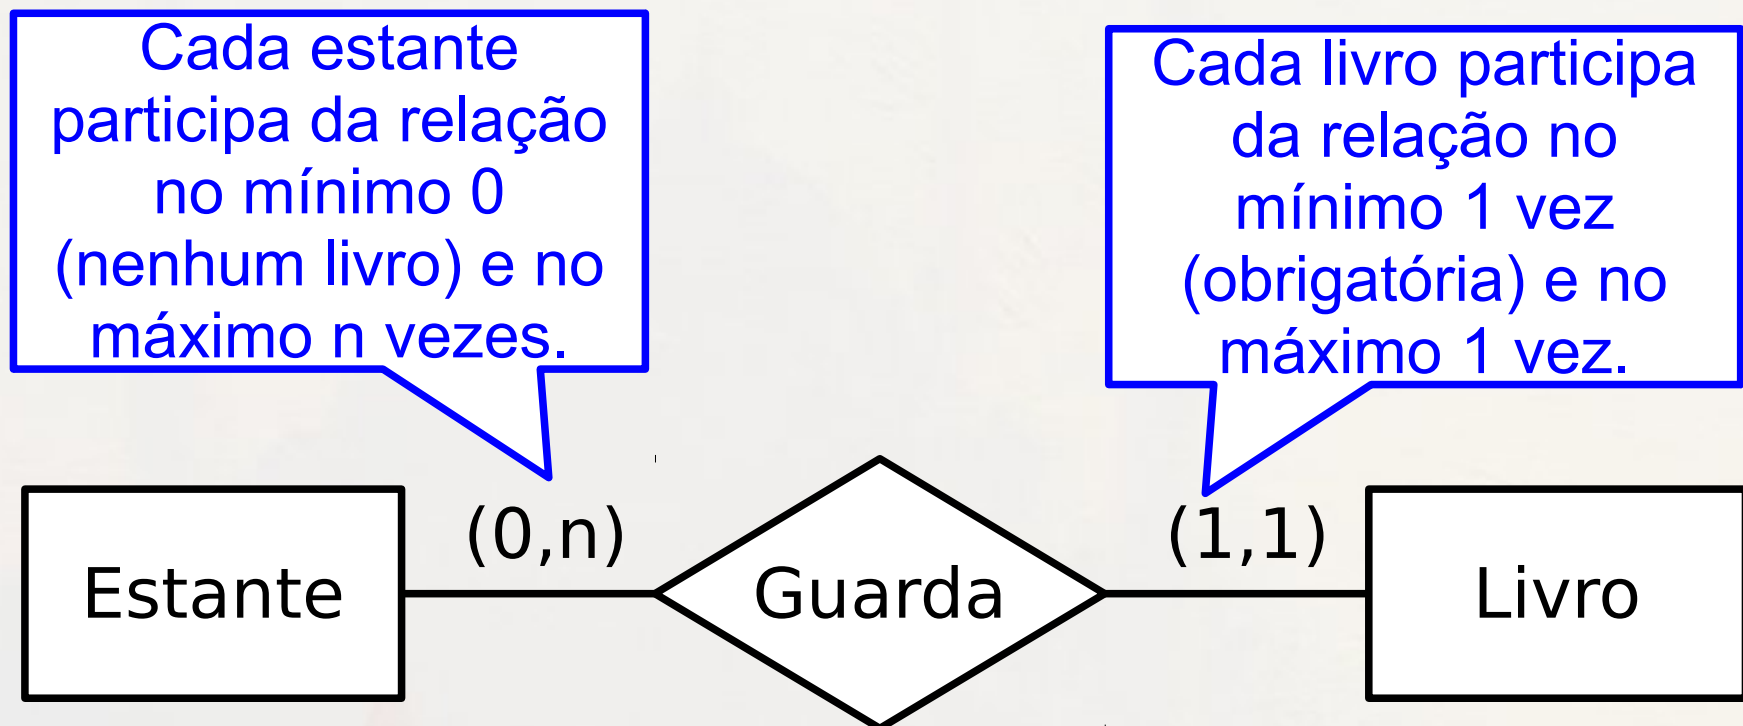 Cada estante
participa da relação
no mínimo 0
(nenhum livro) e no
máximo n vezes.
Cada livro participa
da relação no
mínimo 1 vez
(obrigatória) e no
máximo 1 vez.
(0,n)
(1,1)
Estante
Guarda
Livro